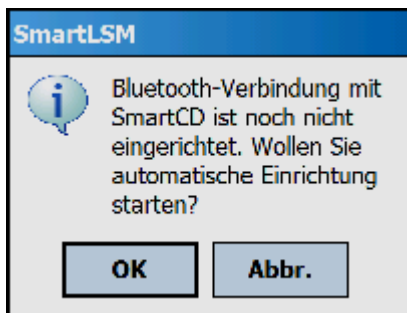 SmartLSM
Bluetooth-Verbindung mit
SmartCD ist noch nicht
eingerichtet. Wollen Sie
automatische Einrichtung
starten?
OK Abbr.